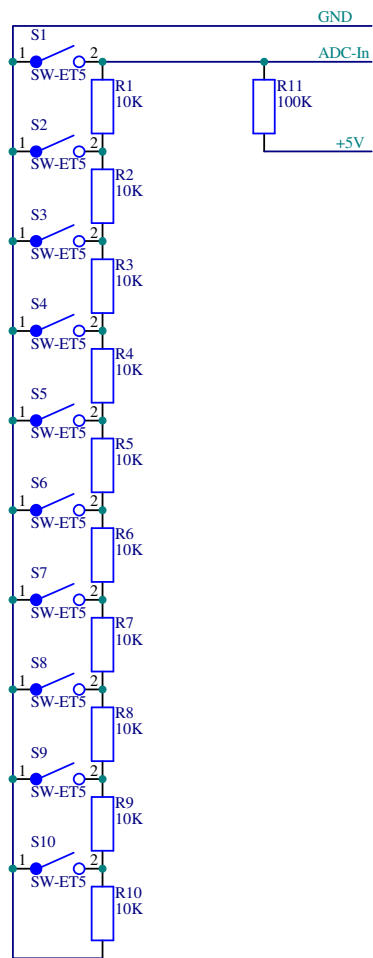 GND
S1
1 2 ADC-In
SW-ET5 R1 R11
10K 100K
S2
1 2 +5V
SW-ET5 R2
10K
S3
1 2
SW-ET5 R3
10K
S4
1 2
SW-ET5 R4
10K
S5
1 2
SW-ET5 R5
10K
S6
1 2
SW-ET5 R6
10K
S7
1 2
SW-ET5 R7
10K
S8
1 2
SW-ET5 R8
10K
S9
1 2
SW-ET5 R9
10K
S10
1 2
SW-ET5 R10
10K